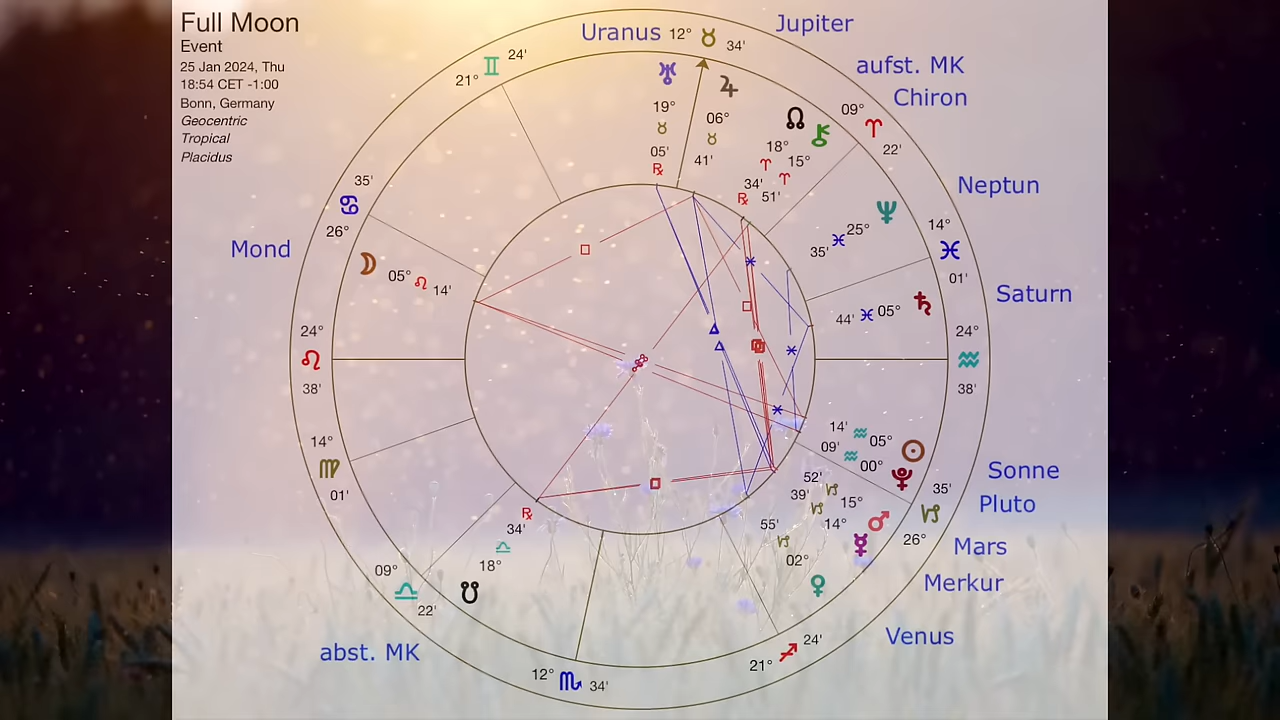 Full Moon
Event
25 Jan 2024, Thu
18:54 CET -1:00
Bonn, Germany
Geocentric
Tropical
Placidus
Uranus 12° ♉ 34'
Jupiter
aufst. MK
Chiron
Neptun
Saturn
Sonne
Pluto
Mars
Merkur
Venus
abst. MK
Mond
21° ♊ 24'
35' ♋ 26°
24° ♌ 38'
14° ♍ 01'
09° ♎ 22'
12° ♏ 34'
21° ♐ 24'
26° ♑ 35'
24° ♒ 38'
14° ♓ 01'
09° ♈ 22'
♅ 19° ♉ 05' ℞
♃ 06° ♉ 41'
☊ 18° ♈ 34' ℞
⚷ 15° ♈ 51'
♆ 25° ♓ 35'
♄ 05° ♓ 44'
☉ 05° ♒ 14'
♇ 00° ♒ 09'
♂ 15° ♑ 52'
☿ 14° ♑ 39'
♀ 02° ♑ 55'
☋ 18° ♎ 34' ℞
☽ 05° ♌ 14'